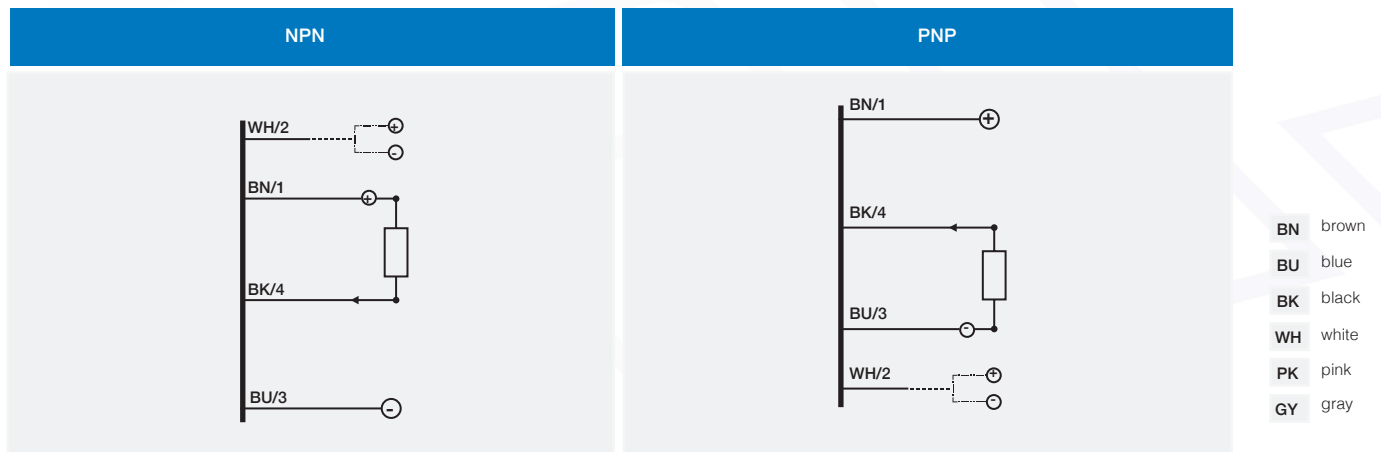 NPN
PNP
WH/2
+
-
BN/1
+
BK/4
BU/3
-
BN/1
+
BK/4
BU/3
-
WH/2
+
-
BN brown
BU blue
BK black
WH white
PK pink
GY gray